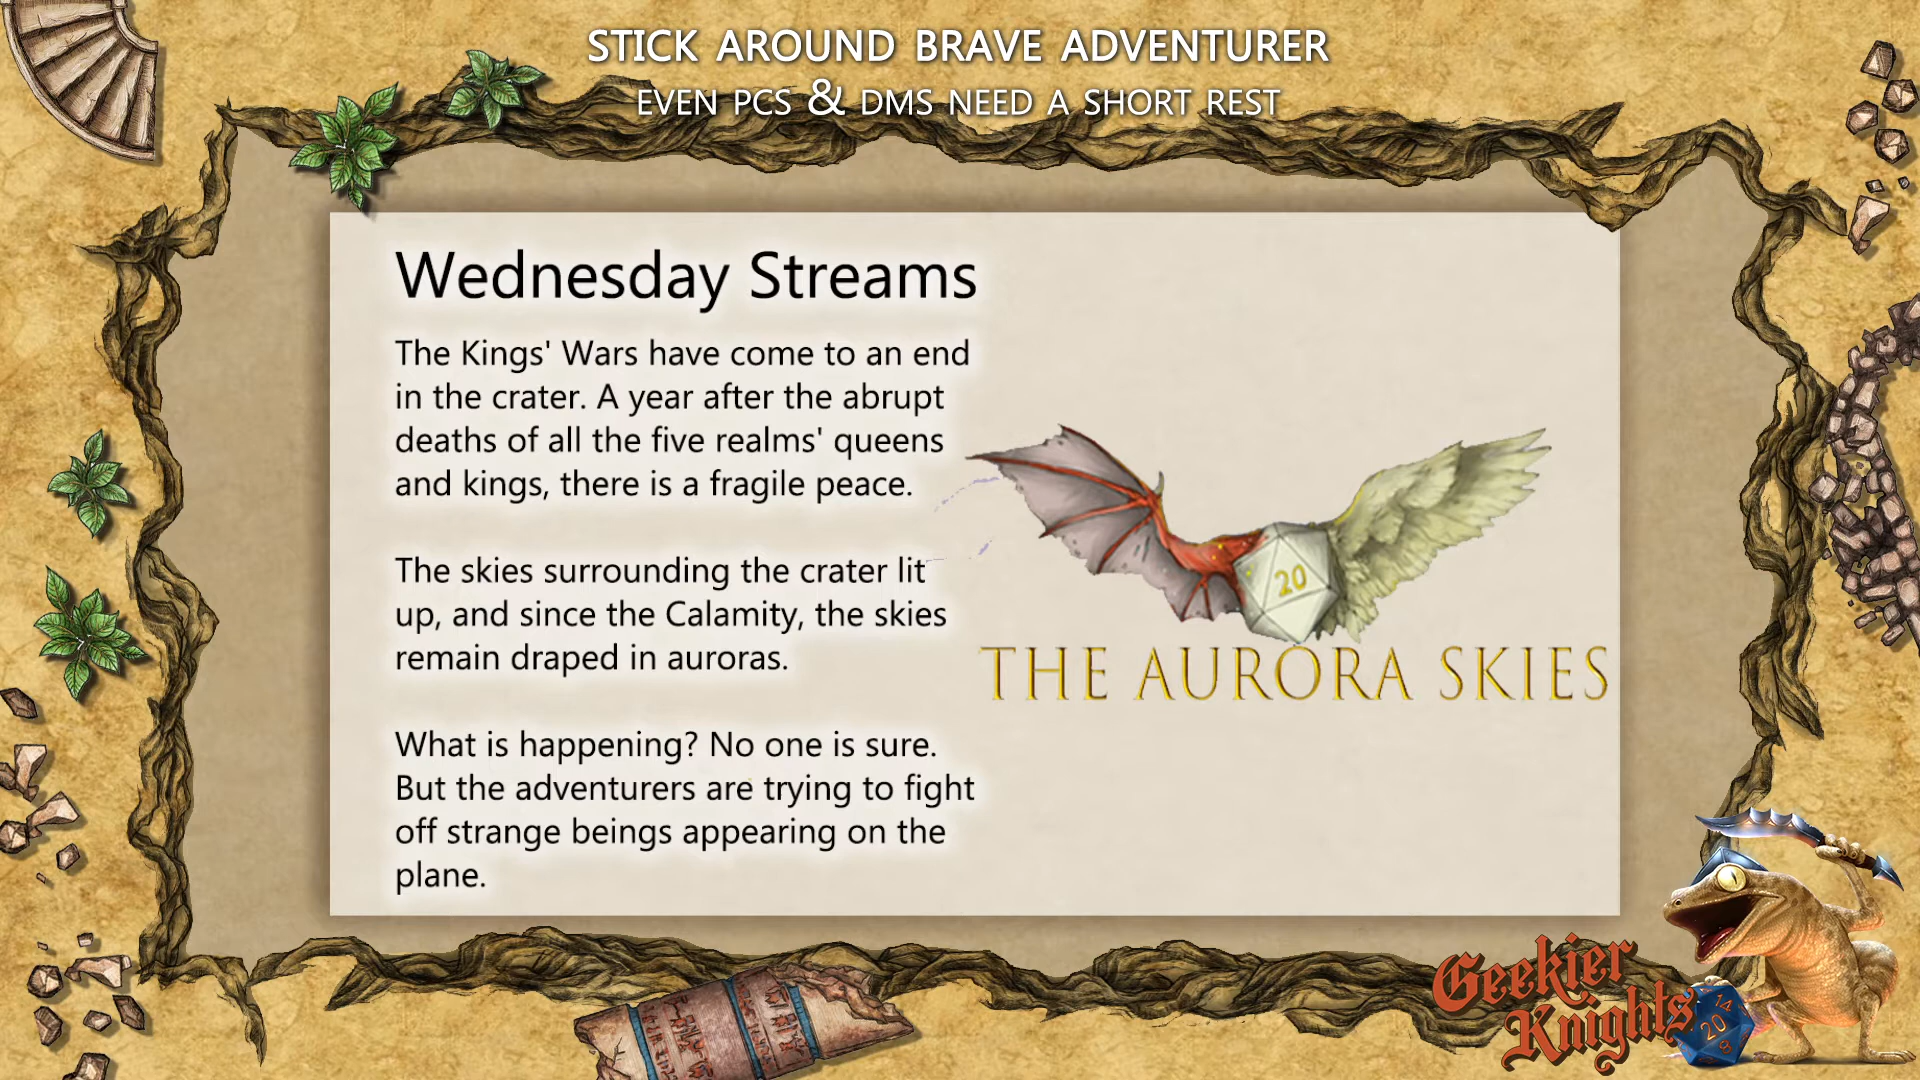 STICK AROUND BRAVE ADVENTURER
EVEN PCS & DMS NEED A SHORT REST
Wednesday Streams
The Kings' Wars have come to an end
in the crater. A year after the abrupt
deaths of all the five realms' queens
and kings, there is a fragile peace.
The skies surrounding the crater lit
up, and since the Calamity, the skies
remain draped in auroras.
What is happening? No one is sure.
But the adventurers are trying to fight
off strange beings appearing on the
plane.
20
THE AURORA SKIES
Geekier
Knights
14
20
8